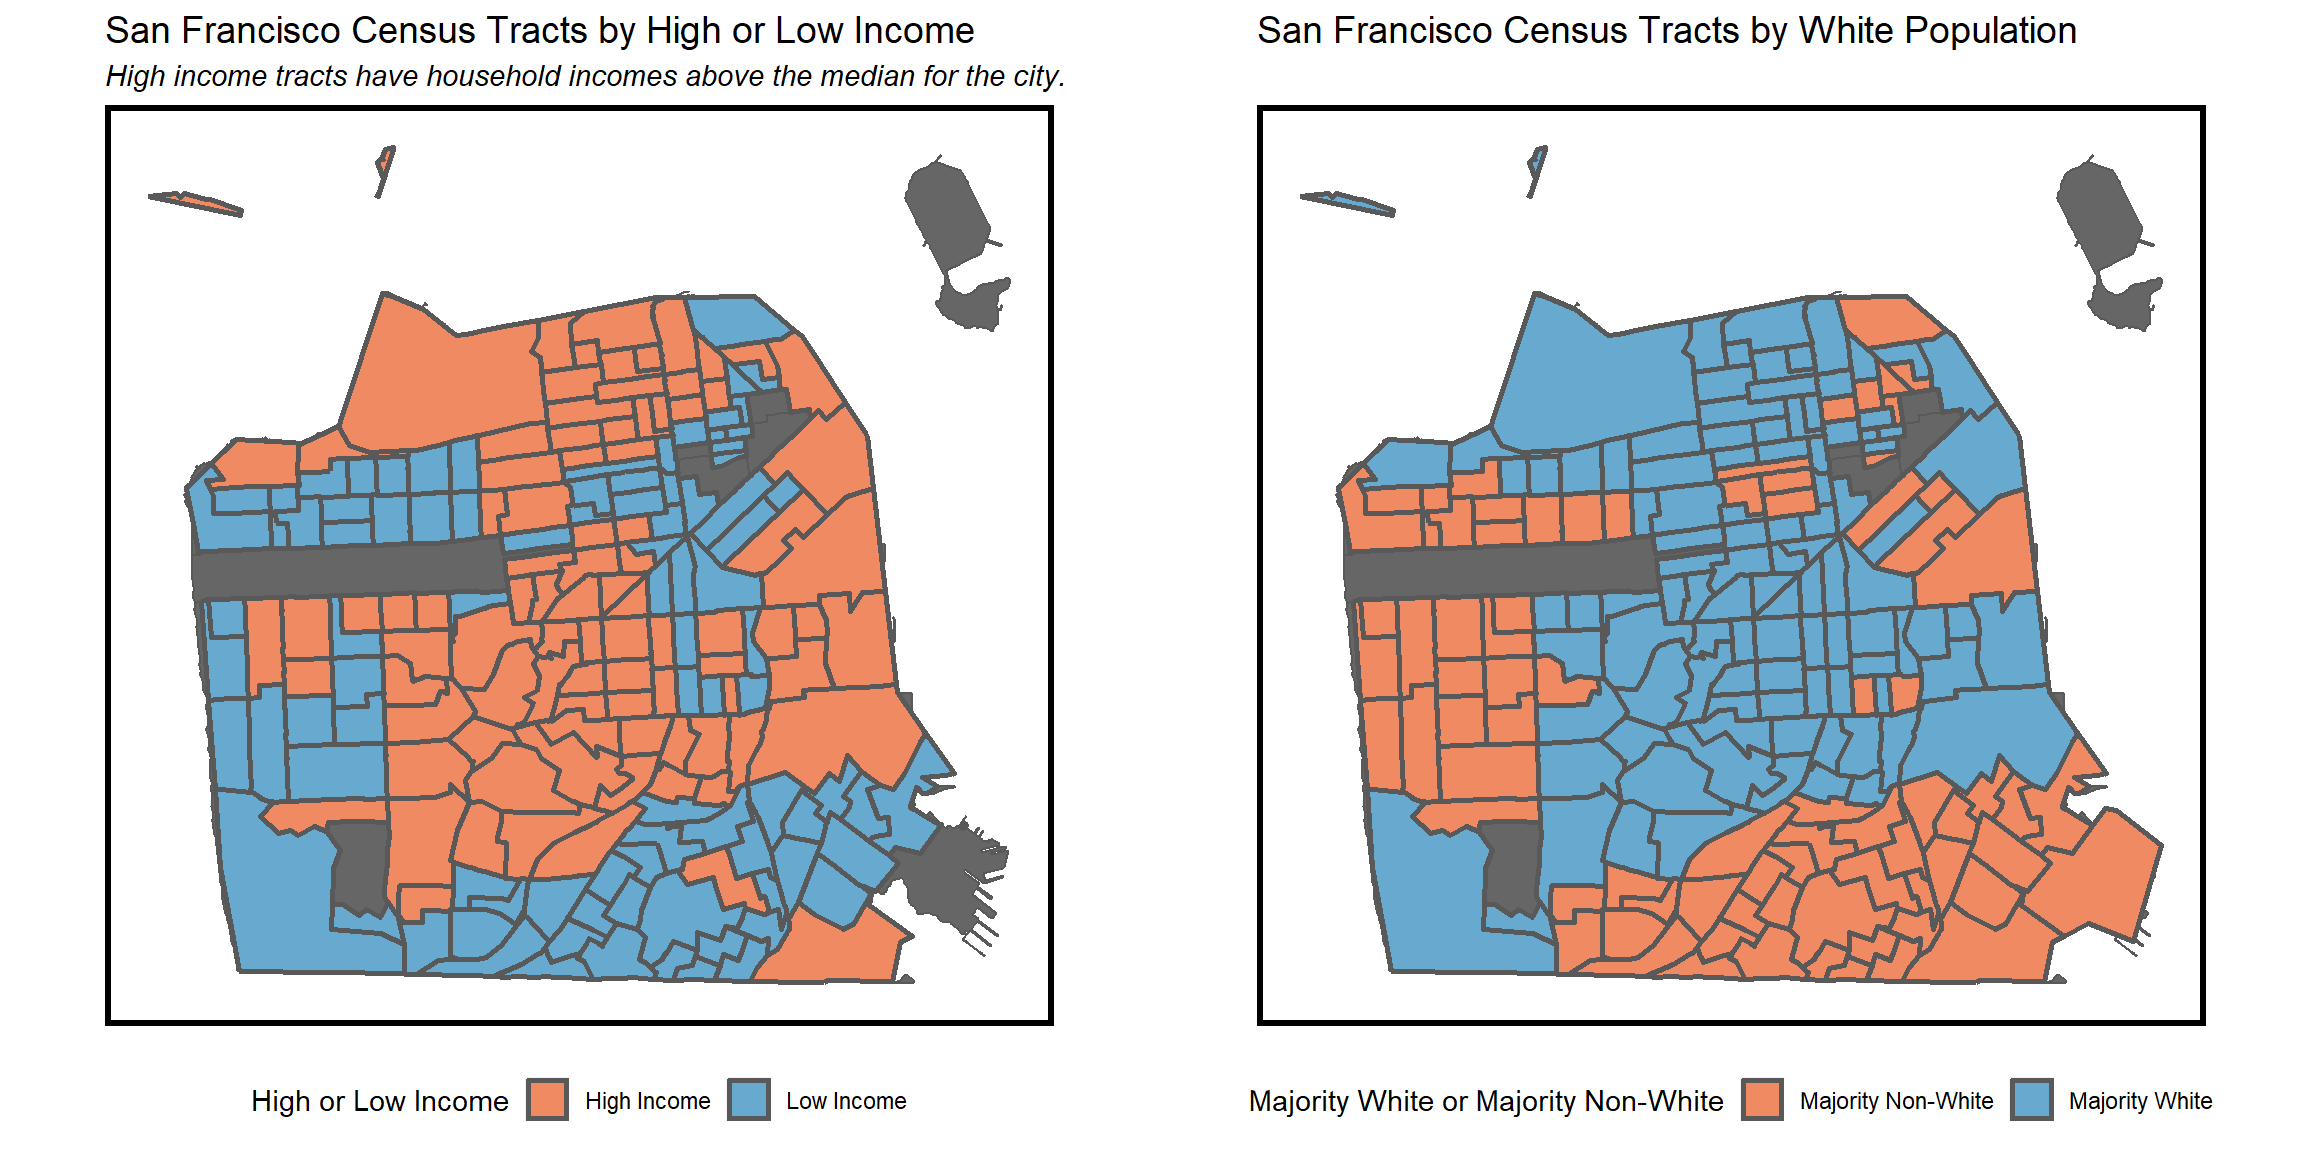 San Francisco Census Tracts by High or Low Income
High income tracts have household incomes above the median for the city.
High or Low Income
High Income
Low Income
San Francisco Census Tracts by White Population
Majority White or Majority Non-White
Majority Non-White
Majority White